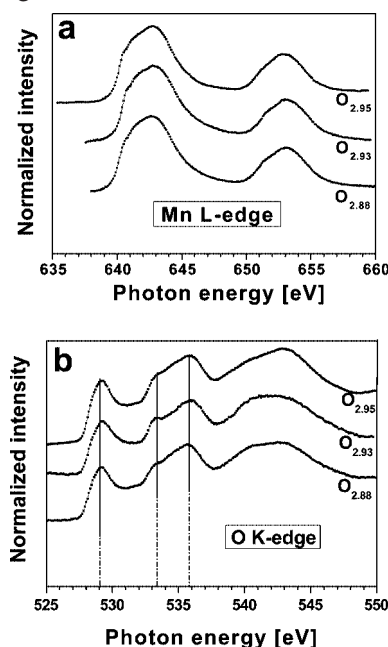 a
Normalized intensity
O2.95
O2.93
O2.88
Mn L-edge
635 640 645 650 655 660
Photon energy [eV]
b
Normalized intensity
O2.95
O2.93
O2.88
O K-edge
525 530 535 540 545 550
Photon energy [eV]